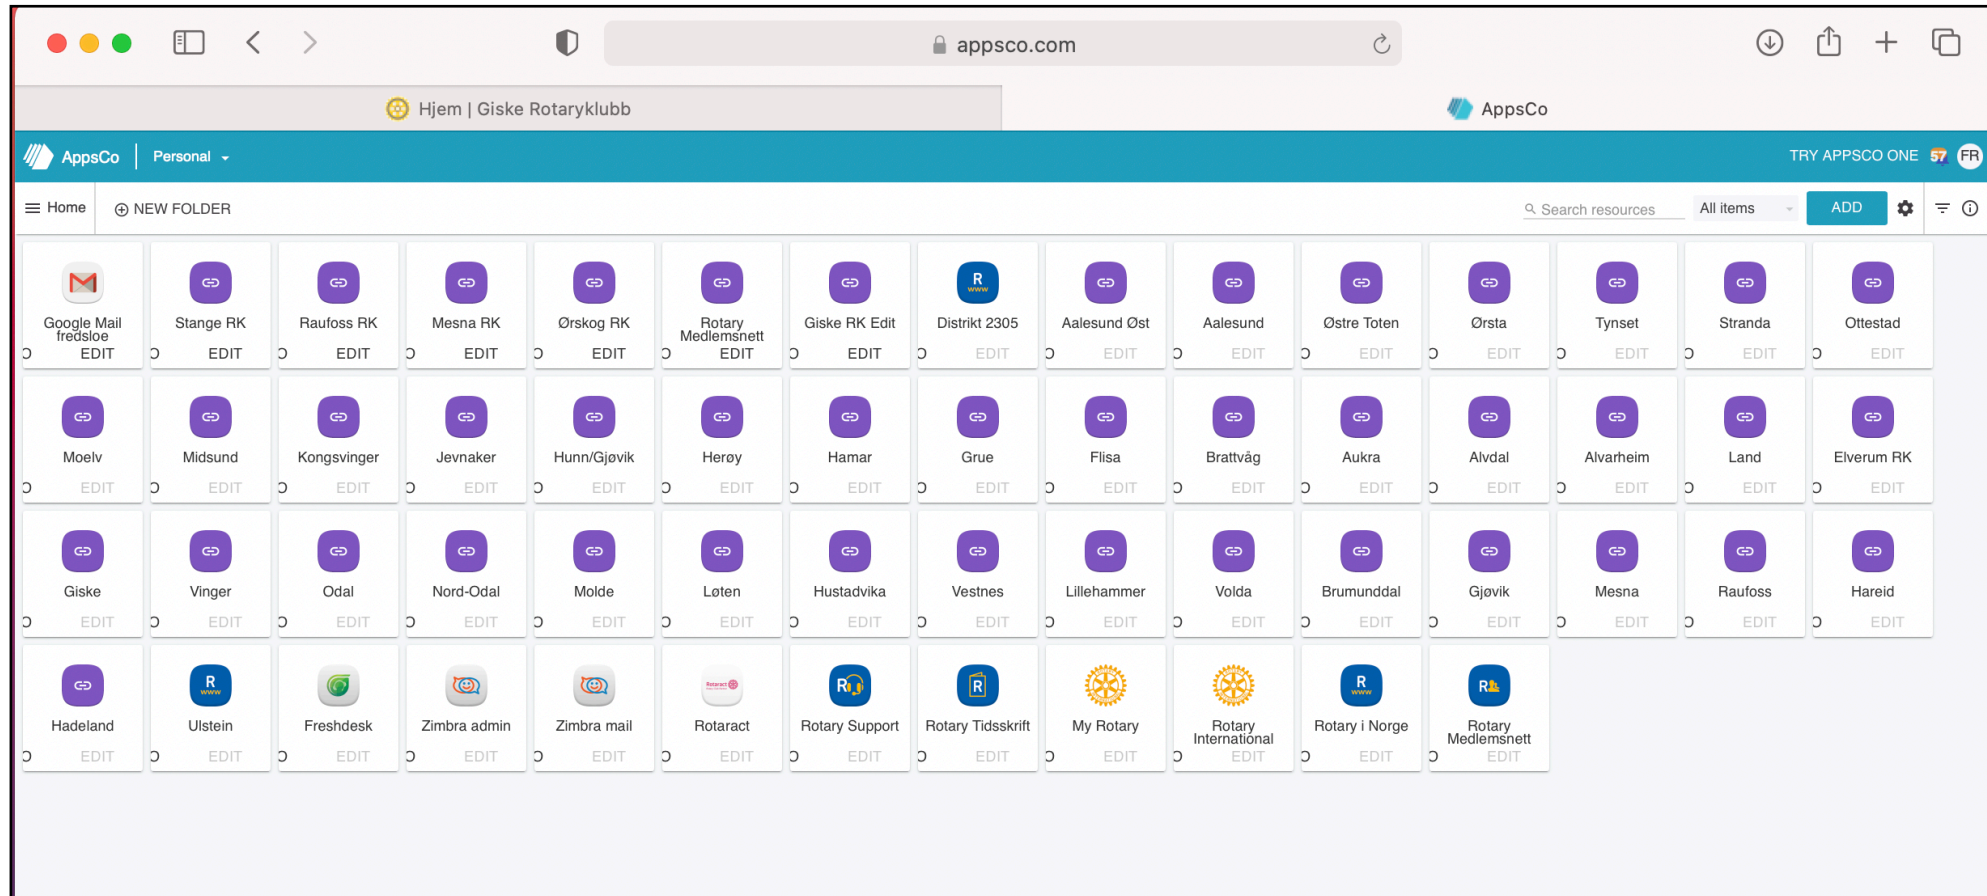 appsco.com
Hjem | Giske Rotaryklubb
AppsCo
AppsCo
Personal
TRY APPSCO ONE
57
FR
Home
NEW FOLDER
Search resources
All items
ADD
Google Mail
fredsloe
O EDIT
Stange RK
O EDIT
Raufoss RK
O EDIT
Mesna RK
O EDIT
Ørskog RK
O EDIT
Rotary
Medlemsnett
O EDIT
Giske RK Edit
O EDIT
R
www
Distrikt 2305
O EDIT
Aalesund Øst
O EDIT
Aalesund
O EDIT
Østre Toten
O EDIT
Ørsta
O EDIT
Tynset
O EDIT
Stranda
O EDIT
Ottestad
O EDIT
Moelv
O EDIT
Midsund
O EDIT
Kongsvinger
O EDIT
Jevnaker
O EDIT
Hunn/Gjøvik
O EDIT
Herøy
O EDIT
Hamar
O EDIT
Grue
O EDIT
Flisa
O EDIT
Brattvåg
O EDIT
Aukra
O EDIT
Alvdal
O EDIT
Alvarheim
O EDIT
Land
O EDIT
Elverum RK
O EDIT
Giske
O EDIT
Vinger
O EDIT
Odal
O EDIT
Nord-Odal
O EDIT
Molde
O EDIT
Løten
O EDIT
Hustadvika
O EDIT
Vestnes
O EDIT
Lillehammer
O EDIT
Volda
O EDIT
Brumunddal
O EDIT
Gjøvik
O EDIT
Mesna
O EDIT
Raufoss
O EDIT
Hareid
O EDIT
Hadeland
O EDIT
R
www
Ulstein
O EDIT
Freshdesk
O EDIT
Zimbra admin
O EDIT
Zimbra mail
O EDIT
Rotaract
Rotaract
O EDIT
R
Rotary Support
O EDIT
R
Rotary Tidsskrift
O EDIT
My Rotary
O EDIT
Rotary
International
O EDIT
R
www
Rotary i Norge
O EDIT
R
Rotary
Medlemsnett
O EDIT